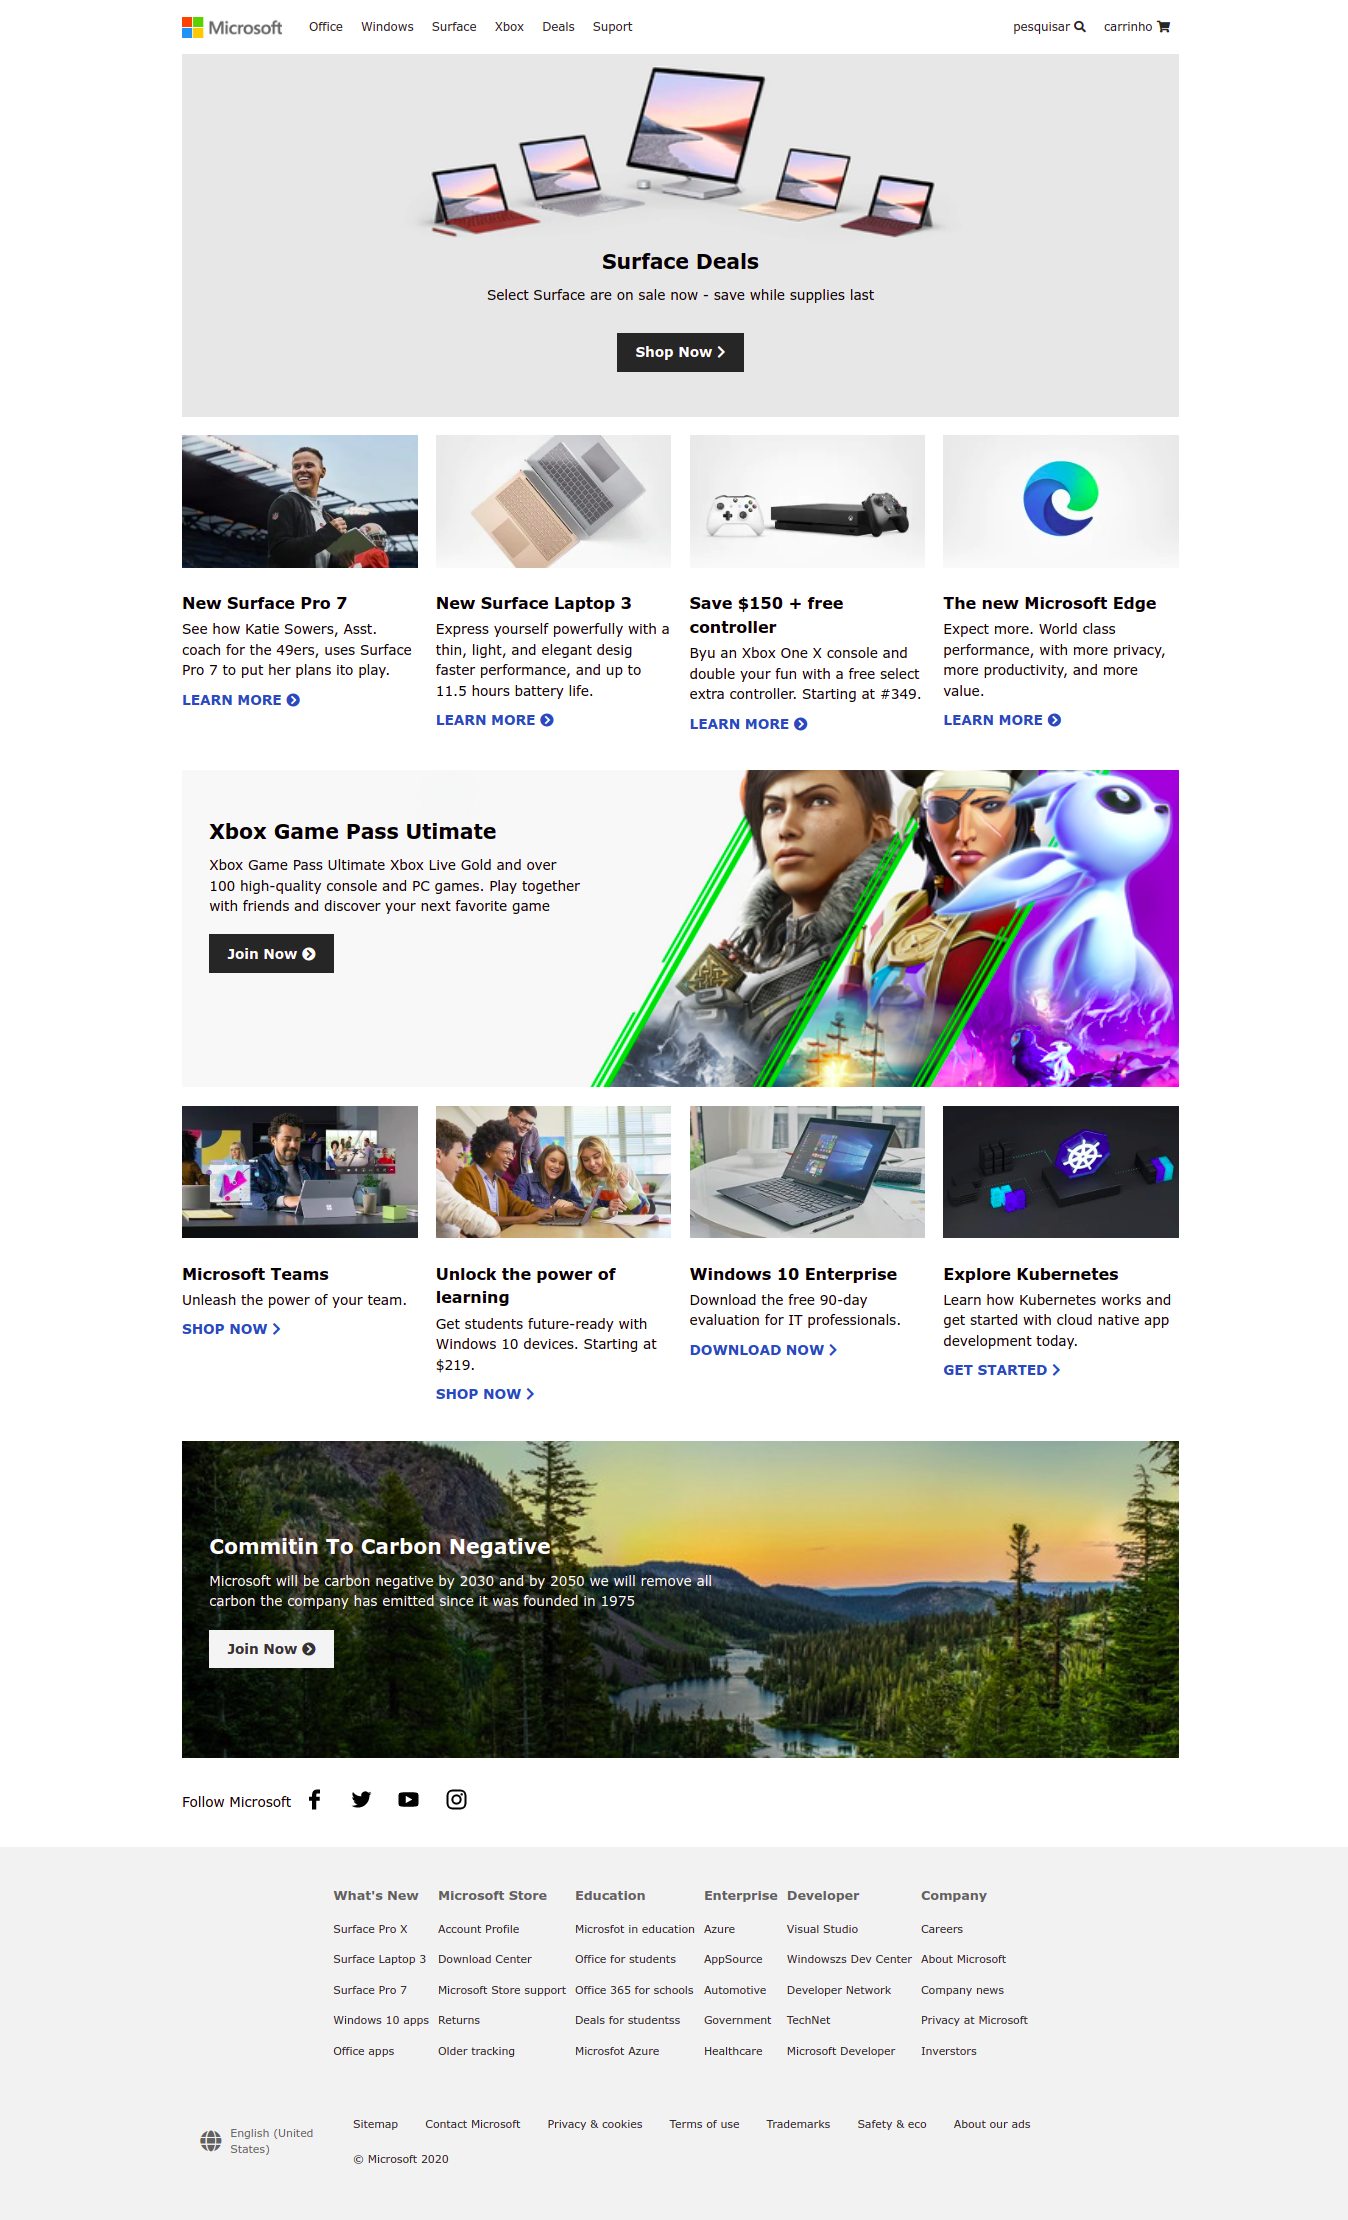 Microsoft Office Windows Surface Xbox Deals Suport pesquisar carrinho
Surface Deals
Select Surface are on sale now - save while supplies last
Shop Now
New Surface Pro 7
See how Katie Sowers, Asst.
coach for the 49ers, uses Surface
Pro 7 to put her plans ito play.
LEARN MORE
New Surface Laptop 3
Express yourself powerfully with a
thin, light, and elegant desig
faster performance, and up to
11.5 hours battery life.
LEARN MORE
Save $150 + free
controller
Byu an Xbox One X console and
double your fun with a free select
extra controller. Starting at #349.
LEARN MORE
The new Microsoft Edge
Expect more. World class
performance, with more privacy,
more productivity, and more
value.
LEARN MORE
Xbox Game Pass Utimate
Xbox Game Pass Ultimate Xbox Live Gold and over
100 high-quality console and PC games. Play together
with friends and discover your next favorite game
Join Now
Microsoft Teams
Unleash the power of your team.
SHOP NOW
Unlock the power of
learning
Get students future-ready with
Windows 10 devices. Starting at
$219.
SHOP NOW
Windows 10 Enterprise
Download the free 90-day
evaluation for IT professionals.
DOWNLOAD NOW
Explore Kubernetes
Learn how Kubernetes works and
get started with cloud native app
development today.
GET STARTED
Commitin To Carbon Negative
Microsoft will be carbon negative by 2030 and by 2050 we will remove all
carbon the company has emitted since it was founded in 1975
Join Now
Follow Microsoft
What's New Microsoft Store Education Enterprise Developer Company
Surface Pro X Account Profile Microsfot in education Azure Visual Studio Careers
Surface Laptop 3 Download Center Office for students AppSource Windowszs Dev Center About Microsoft
Surface Pro 7 Microsoft Store support Office 365 for schools Automotive Developer Network Company news
Windows 10 apps Returns Deals for studentss Government TechNet Privacy at Microsoft
Office apps Older tracking Microsfot Azure Healthcare Microsoft Developer Inverstors
English (United
States)
Sitemap Contact Microsoft Privacy & cookies Terms of use Trademarks Safety & eco About our ads
© Microsoft 2020